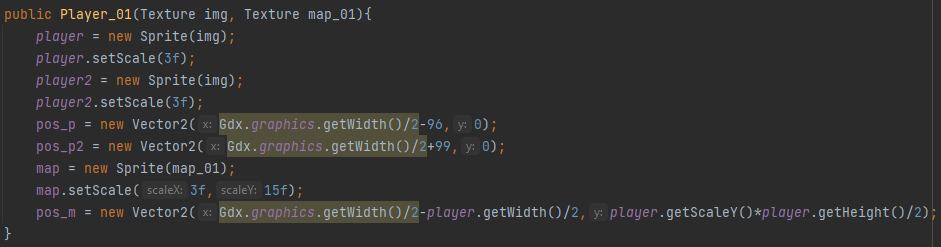 public Player_01(Texture img, Texture map_01){
player = new Sprite(img);
player.setScale(3f);
player2 = new Sprite(img);
player2.setScale(3f);
pos_p = new Vector2( x: Gdx.graphics.getWidth()/2-96, y: 0);
pos_p2 = new Vector2( x: Gdx.graphics.getWidth()/2+99, y: 0);
map = new Sprite(map_01);
map.setScale( scaleX: 3f, scaleY: 15f);
pos_m = new Vector2( x: Gdx.graphics.getWidth()/2-player.getWidth()/2, y: player.getScaleY()*player.getHeight()/2);
}